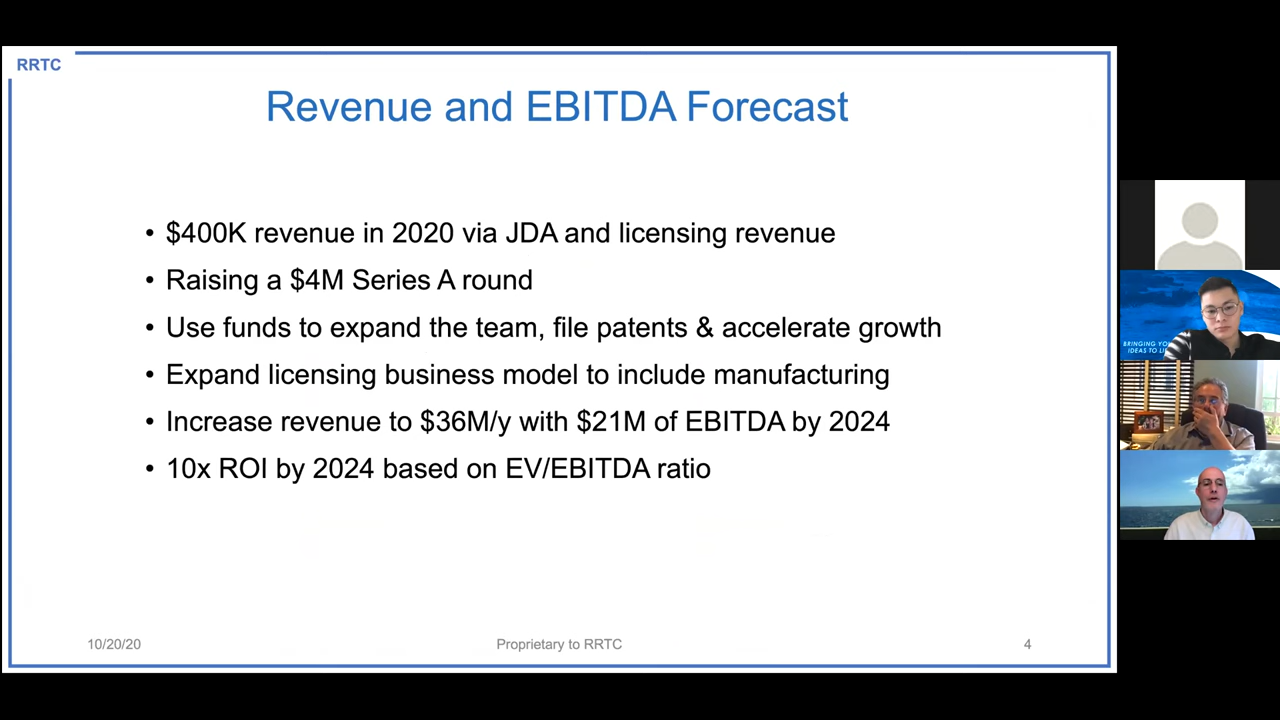 RRTC
Revenue and EBITDA Forecast
• $400K revenue in 2020 via JDA and licensing revenue
• Raising a $4M Series A round
• Use funds to expand the team, file patents & accelerate growth
• Expand licensing business model to include manufacturing
• Increase revenue to $36M/y with $21M of EBITDA by 2024
• 10x ROI by 2024 based on EV/EBITDA ratio
10/20/20
Proprietary to RRTC
4
BRINGING
IDEAS TO